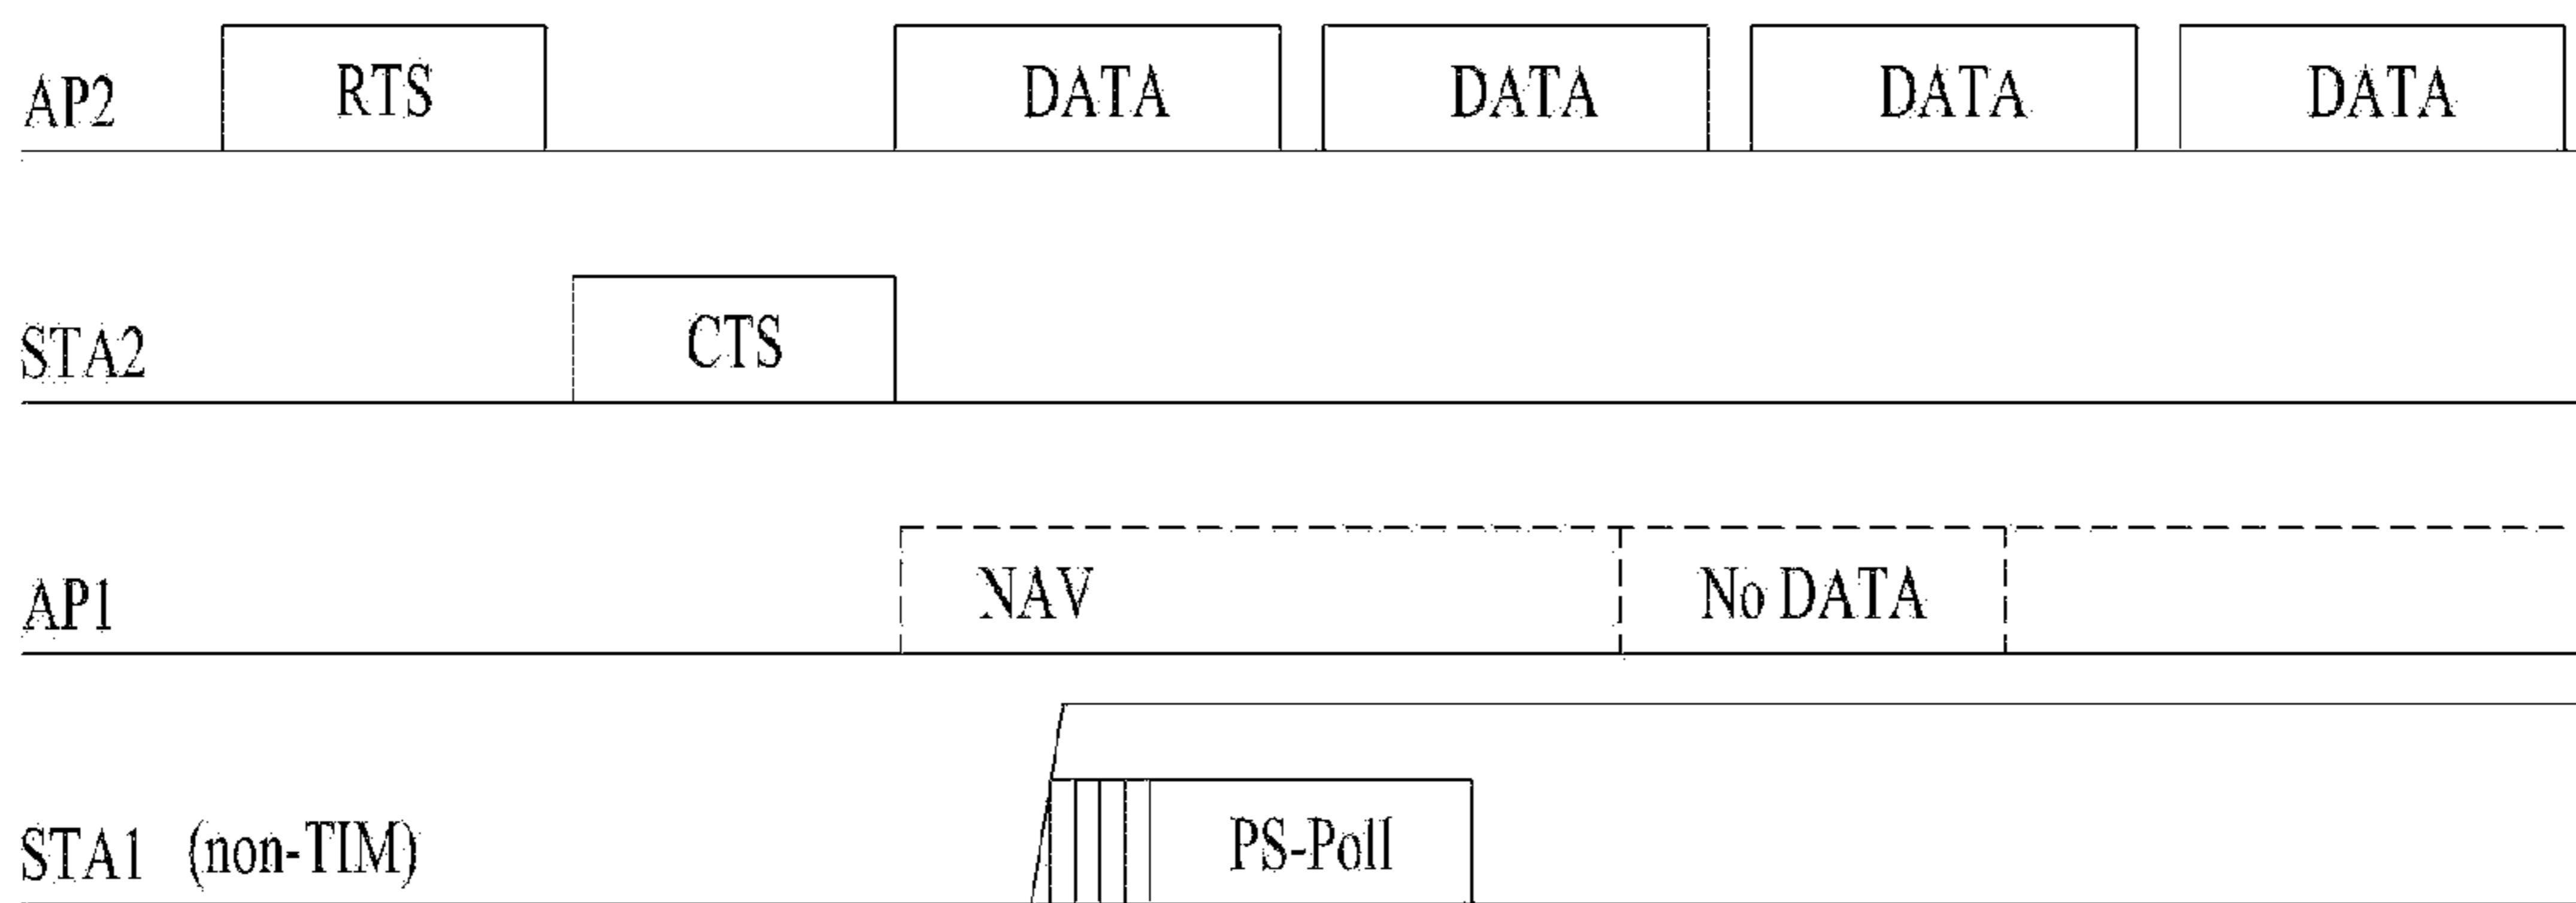 AP2 RTS DATA DATA DATA DATA
STA2 CTS
AP1 NAV No DATA
STA1 (non-TIM) PS-Poll